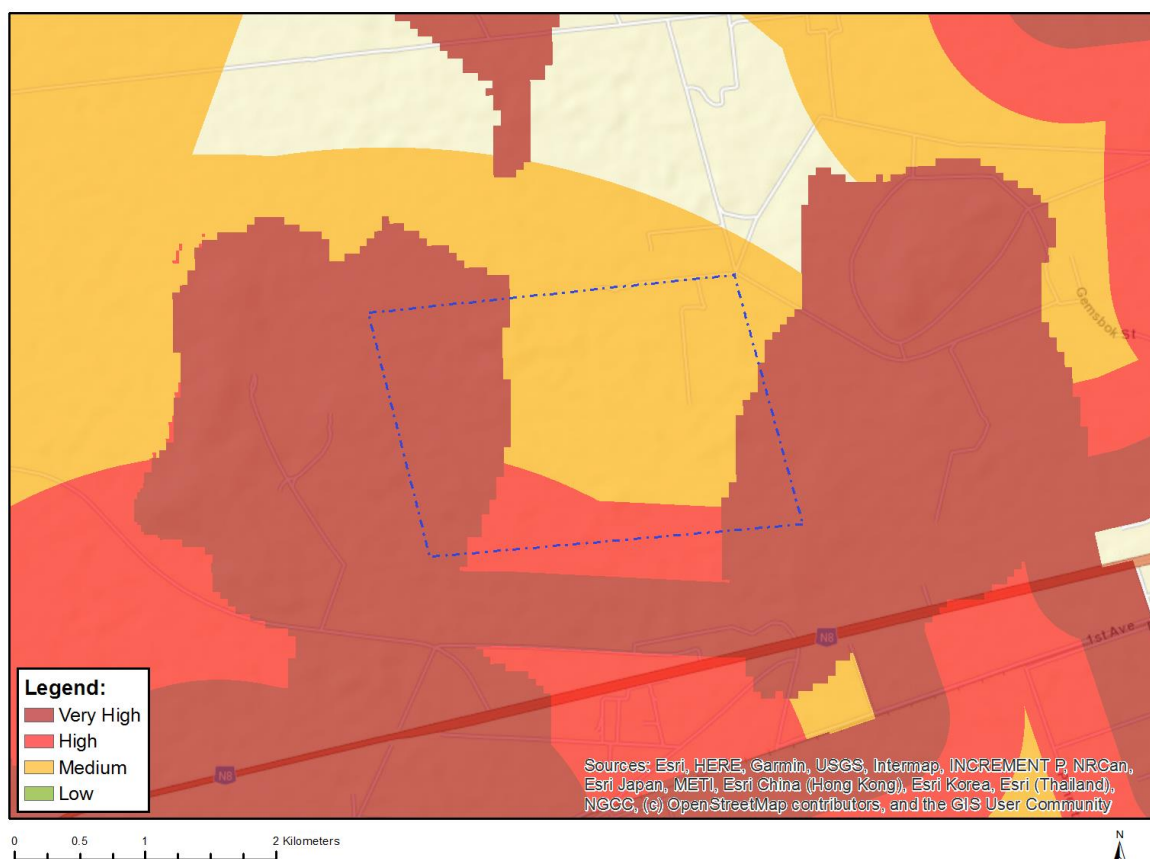 Gemsbok St
N8
1st Ave
Legend:
Very High
High
Medium
Low
N8
Sources: Esri, HERE, Garmin, USGS, Intermap, INCREMENT P, NRCan,
Esri Japan, METI, Esri China (Hong Kong), Esri Korea, Esri (Thailand),
NGCC, (c) OpenStreetMap contributors, and the GIS User Community
0 0.5 1 2 Kilometers
N